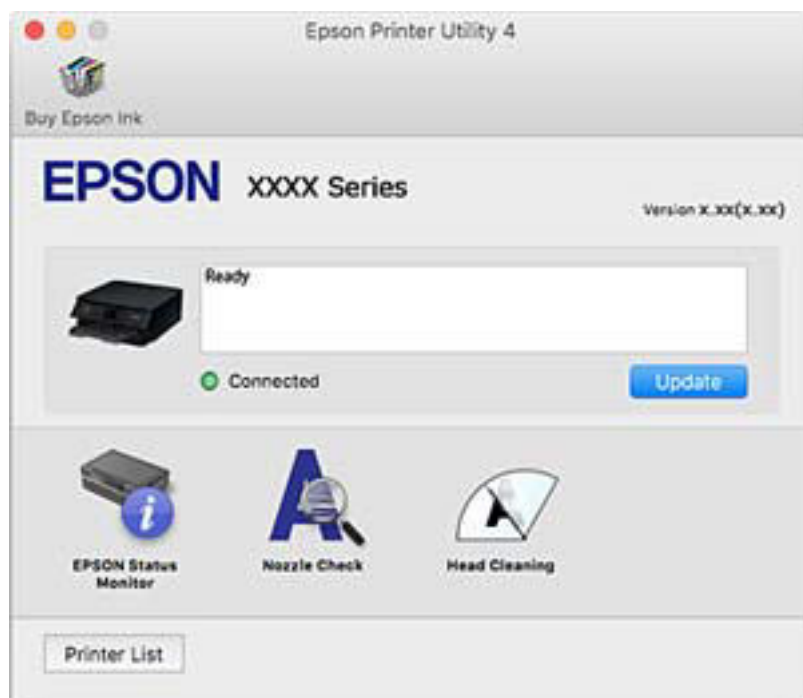 Epson Printer Utility 4
Buy Epson Ink
EPSON XXXX Series
Version X.XX(X.XX)
Ready
Connected
Update
EPSON Status
Monitor
Nozzle Check
Head Cleaning
Printer List